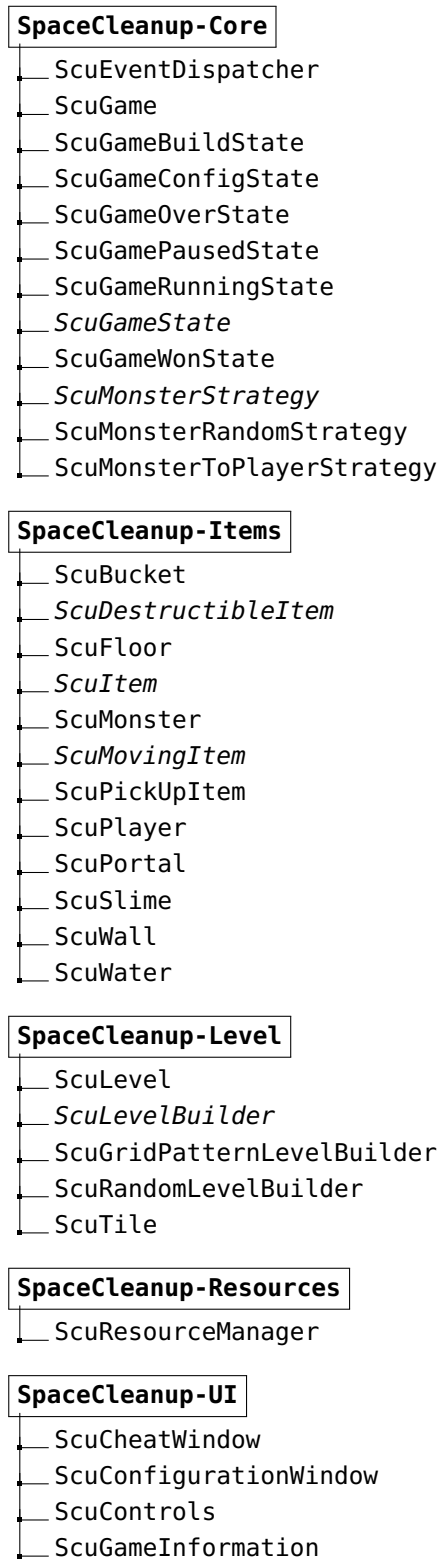 SpaceCleanup-Core
ScuEventDispatcher
ScuGame
ScuGameBuildState
ScuGameConfigState
ScuGameOverState
ScuGamePausedState
ScuGameRunningState
ScuGameState
ScuGameWonState
ScuMonsterStrategy
ScuMonsterRandomStrategy
ScuMonsterToPlayerStrategy
SpaceCleanup-Items
ScuBucket
ScuDestructibleItem
ScuFloor
ScuItem
ScuMonster
ScuMovingItem
ScuPickUpItem
ScuPlayer
ScuPortal
ScuSlime
ScuWall
ScuWater
SpaceCleanup-Level
ScuLevel
ScuLevelBuilder
ScuGridPatternLevelBuilder
ScuRandomLevelBuilder
ScuTile
SpaceCleanup-Resources
ScuResourceManager
SpaceCleanup-UI
ScuCheatWindow
ScuConfigurationWindow
ScuControls
ScuGameInformation